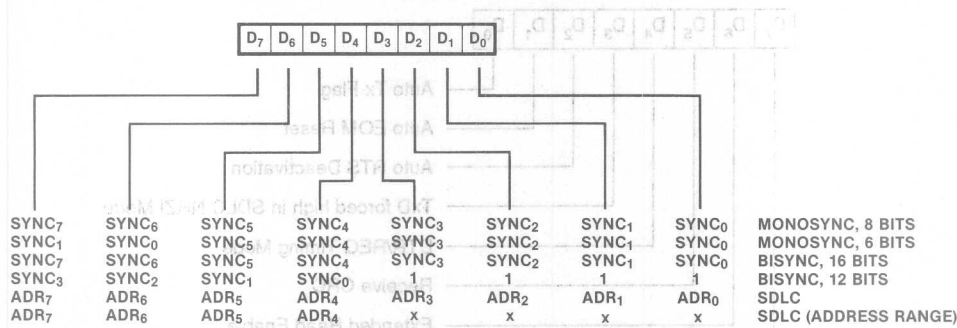 D7 D6 D5 D4 D3 D2 D1 D0
SYNC7 SYNC6 SYNC5 SYNC4 SYNC3 SYNC2 SYNC1 SYNC0 MONOSYNC, 8 BITS
SYNC1 SYNC0 SYNC5 SYNC4 SYNC3 SYNC2 SYNC1 SYNC0 MONOSYNC, 6 BITS
SYNC7 SYNC6 SYNC5 SYNC4 SYNC3 SYNC2 SYNC1 SYNC0 BISYNC, 16 BITS
SYNC3 SYNC2 SYNC1 SYNC0 1 1 1 1 BISYNC, 12 BITS
ADR7 ADR6 ADR5 ADR4 ADR3 ADR2 ADR1 ADR0 SDLC
ADR7 ADR6 ADR5 ADR4 x x x x SDLC (ADDRESS RANGE)